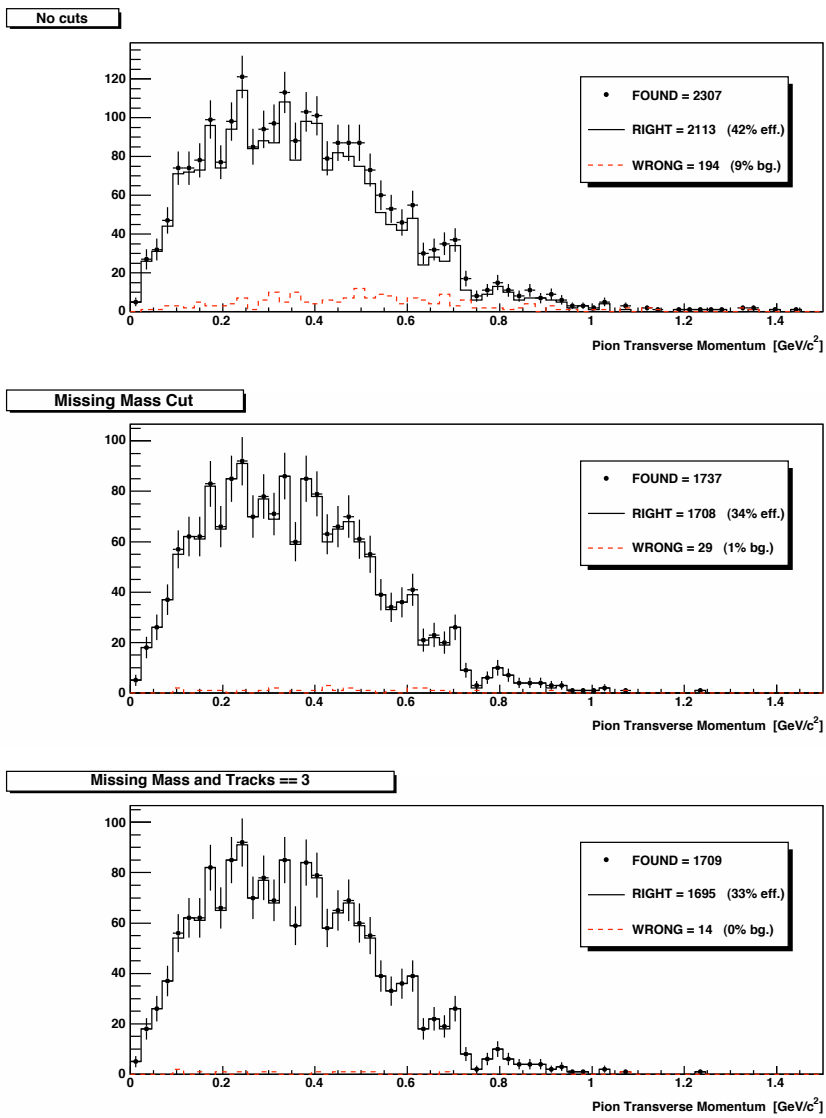 No cuts
120
100
80
60
40
20
0
FOUND = 2307
RIGHT = 2113 (42% eff.)
WRONG = 194 (9% bg.)
0 0.2 0.4 0.6 0.8 1 1.2 1.4
Pion Transverse Momentum [GeV/c²]
Missing Mass Cut
100
80
60
40
20
0
FOUND = 1737
RIGHT = 1708 (34% eff.)
WRONG = 29 (1% bg.)
0 0.2 0.4 0.6 0.8 1 1.2 1.4
Pion Transverse Momentum [GeV/c²]
Missing Mass and Tracks == 3
100
80
60
40
20
0
FOUND = 1709
RIGHT = 1695 (33% eff.)
WRONG = 14 (0% bg.)
0 0.2 0.4 0.6 0.8 1 1.2 1.4
Pion Transverse Momentum [GeV/c²]